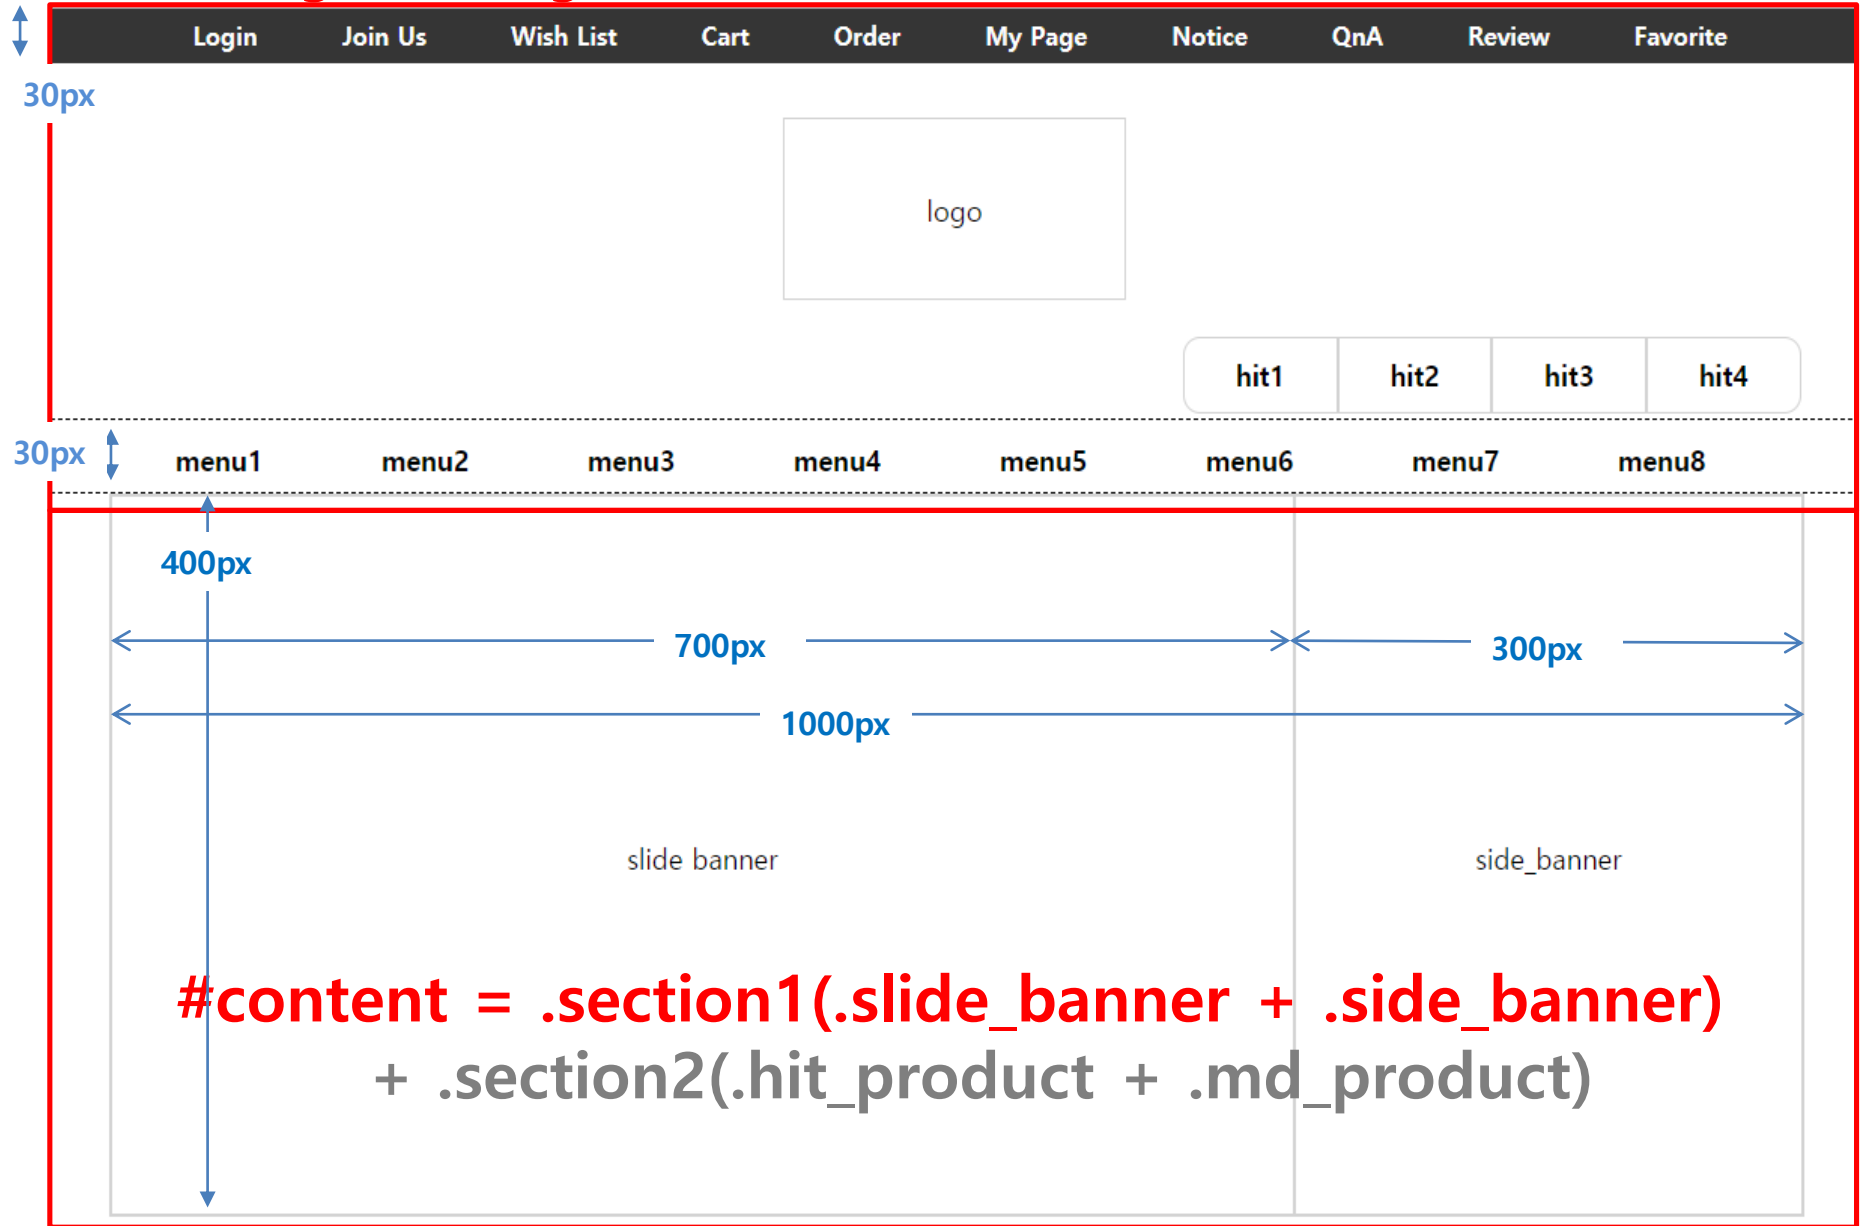 Login Join Us Wish List Cart Order My Page Notice QnA Review Favorite
30px
logo
hit1 hit2 hit3 hit4
30px menu1 menu2 menu3 menu4 menu5 menu6 menu7 menu8
400px
700px 300px
1000px
slide banner side_banner
#content = .section1(.slide_banner + .side_banner)
+ .section2(.hit_product + .md_product)